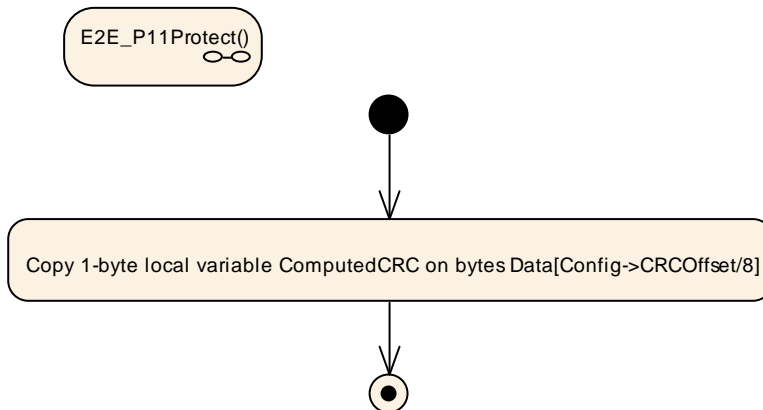 E2E_P11Protect()
Copy 1-byte local variable ComputedCRC on bytes Data[Config->CRCOffset/8]